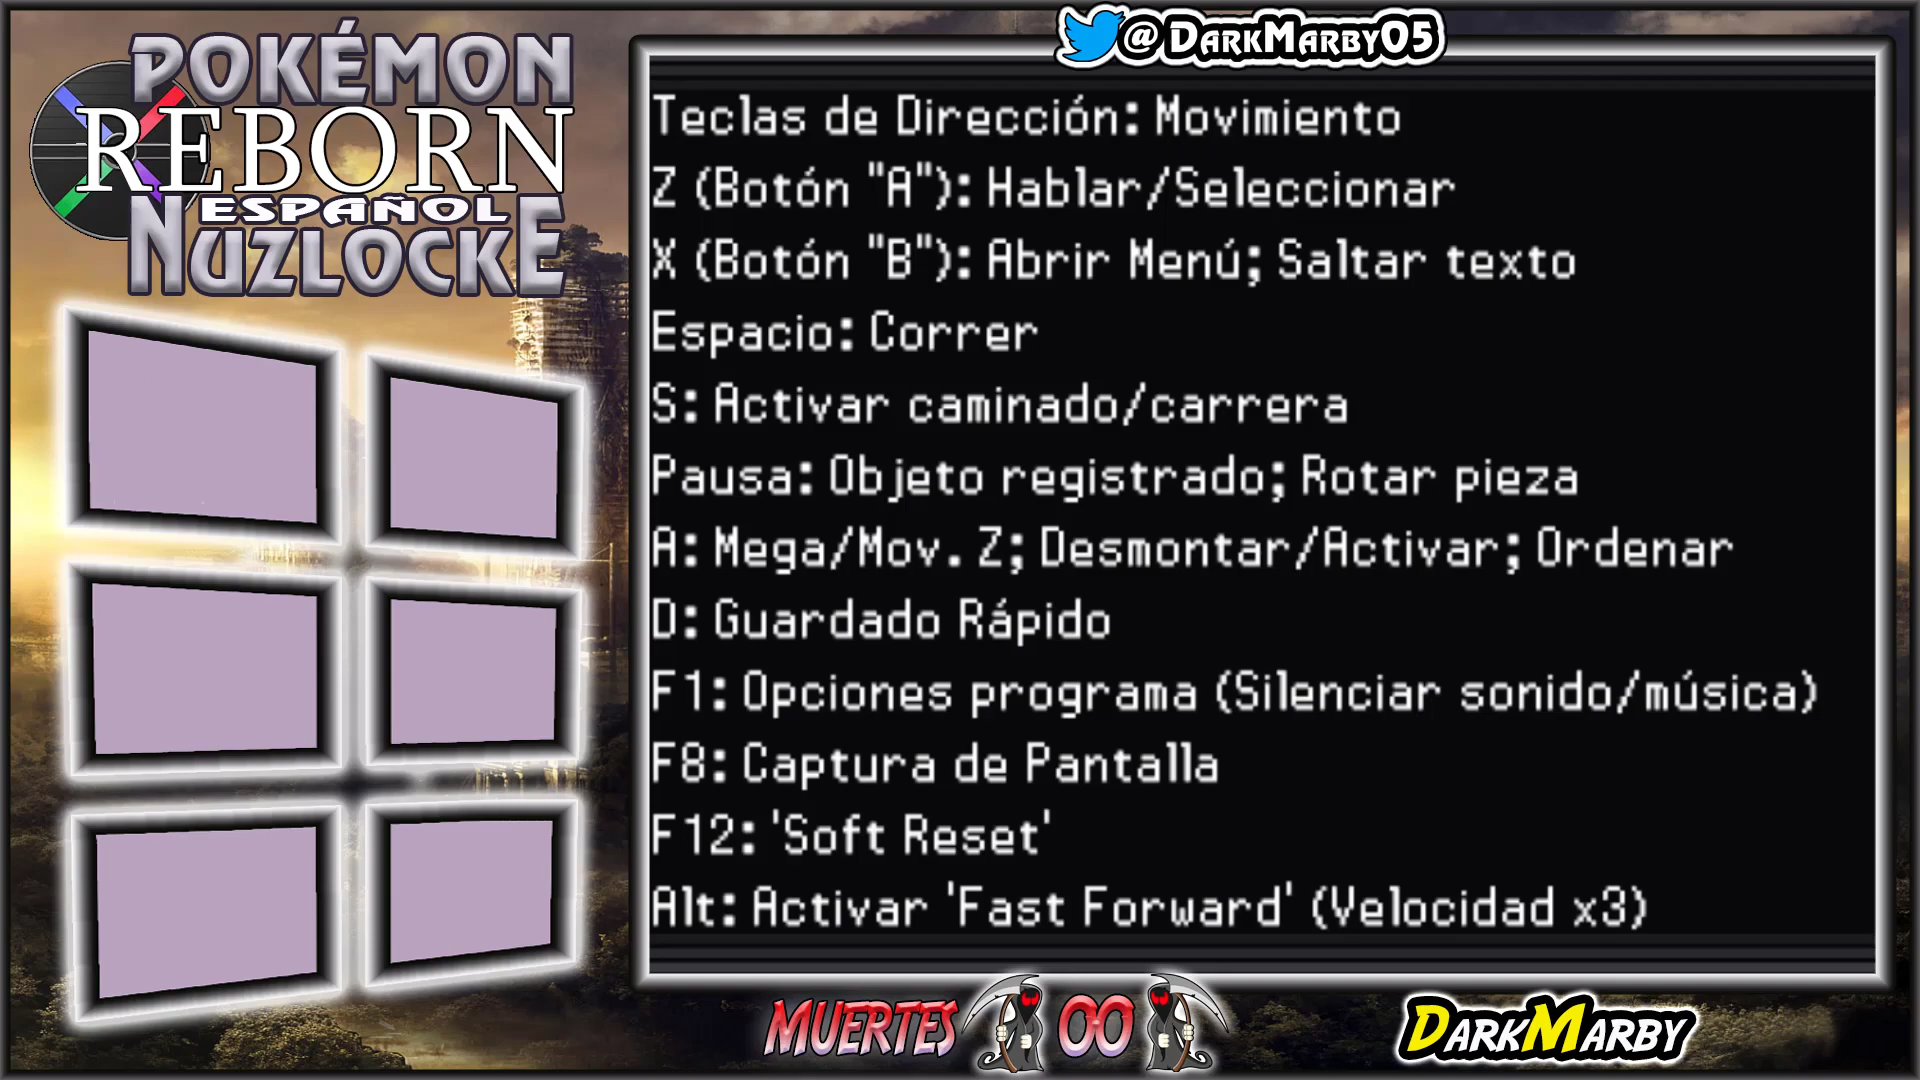 POKÉMON
REBORN
ESPAÑOL
NUZLOCKE
@DARKMARBY05
Teclas de Dirección: Movimiento
Z (Botón "A"): Hablar/Seleccionar
X (Botón "B"): Abrir Menú; Saltar texto
Espacio: Correr
S: Activar caminado/carrera
Pausa: Objeto registrado; Rotar pieza
A: Mega/Mov. Z; Desmontar/Activar; Ordenar
D: Guardado Rápido
F1: Opciones programa (Silenciar sonido/música)
F8: Captura de Pantalla
F12: 'Soft Reset'
Alt: Activar 'Fast Forward' (Velocidad x3)
MUERTES 00
DARKMARBY